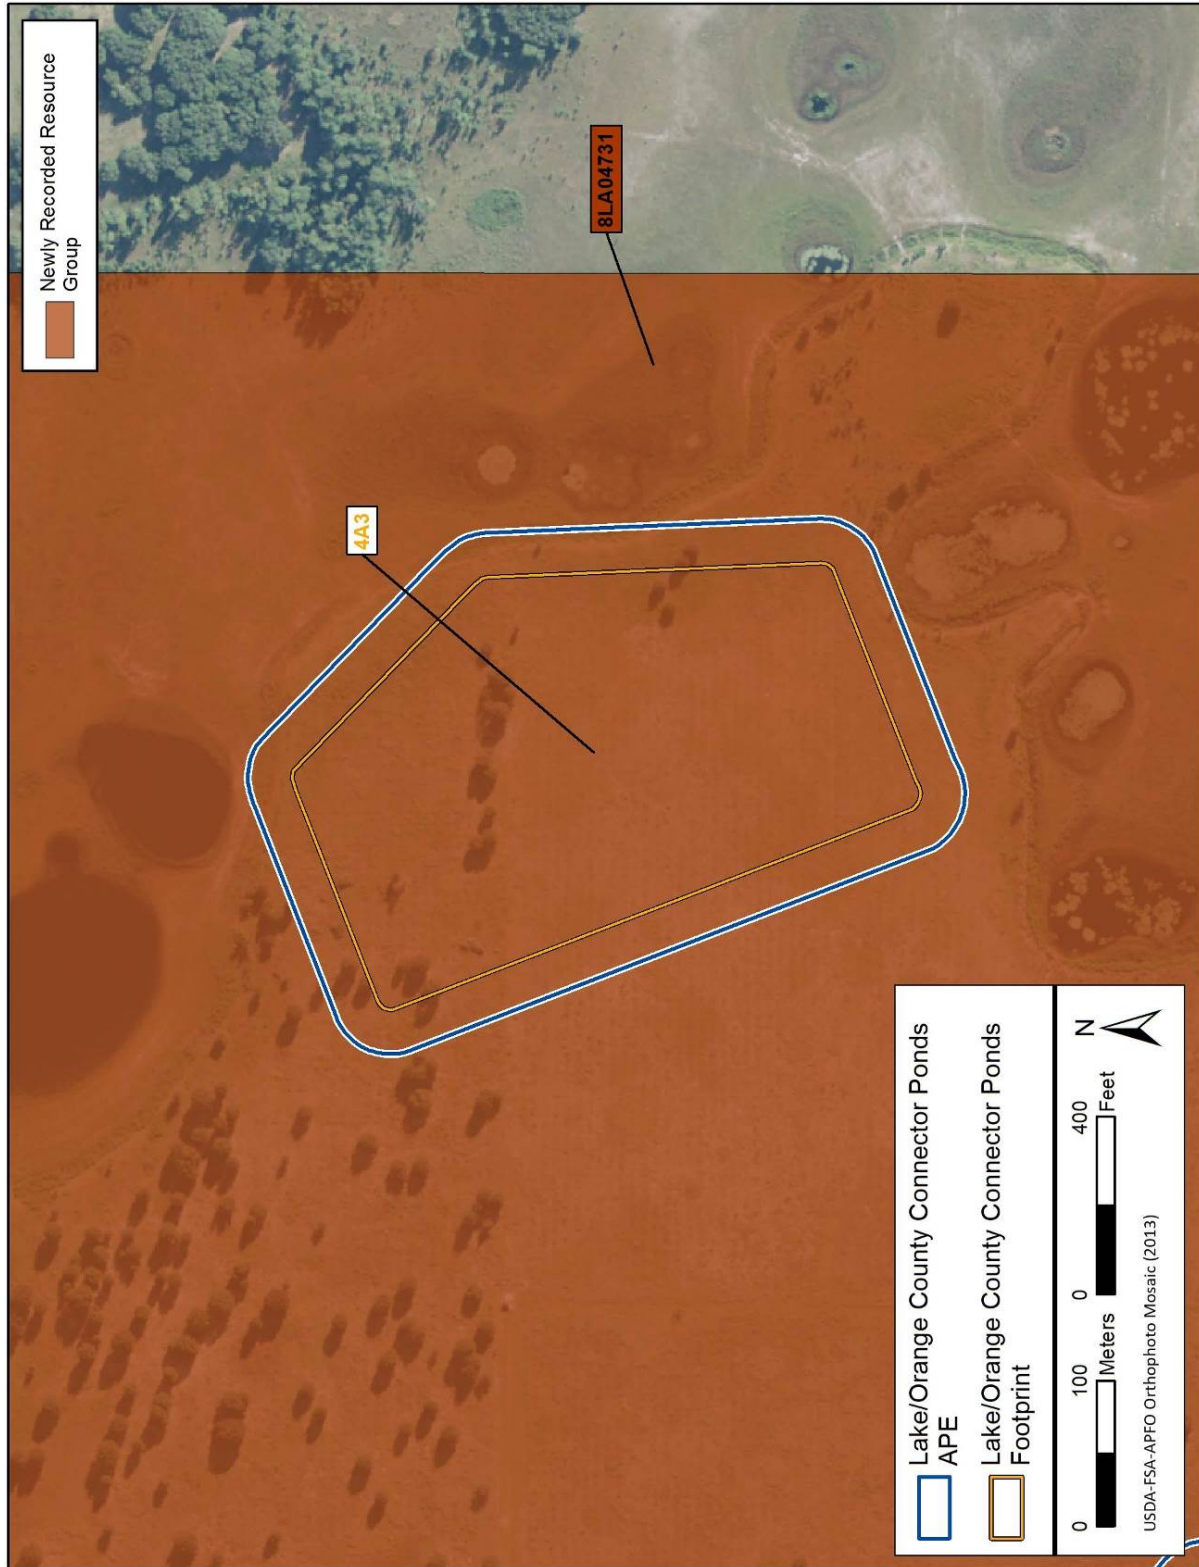 Newly Recorded Resource
Group
8LA04731
4A3
Lake/Orange County Connector Ponds
APE
Lake/Orange County Connector Ponds
Footprint
N
0 100
Meters
0 400
Feet
USDA-FSA-APFO Orthophoto Mosaic (2013)